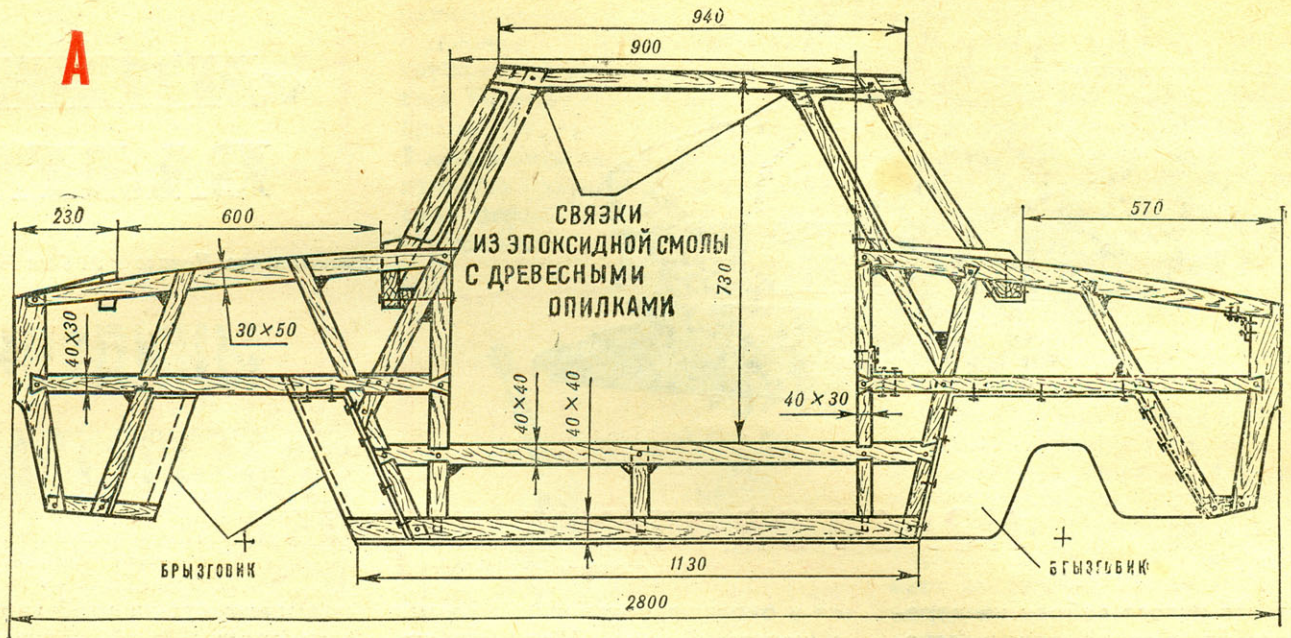 А
940
900
230
600
570
СВЯЗКИ
ИЗ ЭПОКСИДНОЙ СМОЛЫ
С ДРЕВЕСНЫМИ
ОПИЛКАМИ
730
30×50
40×30
40×40
40×40
40×30
БРЫЗГОВИК
1130
БРЫЗГОВИК
2800